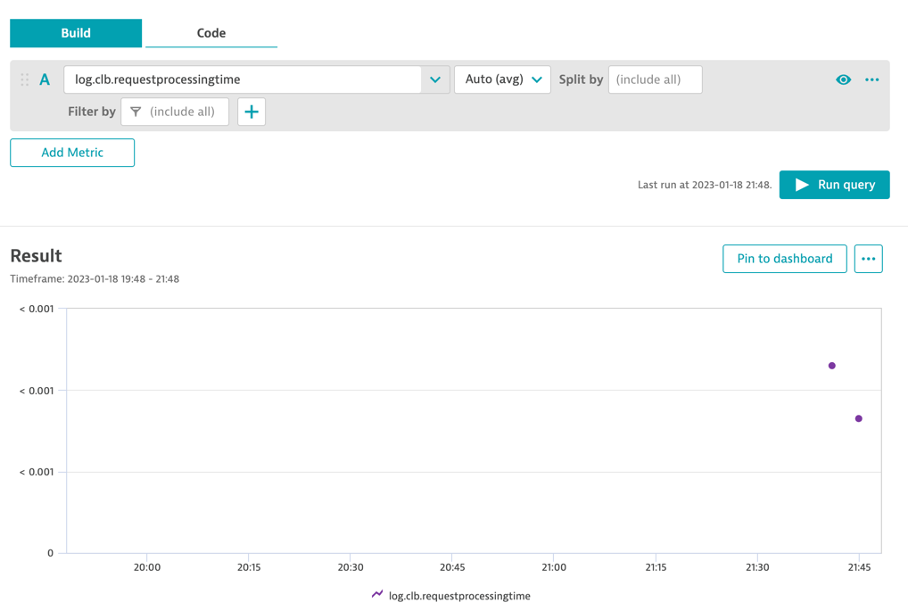 Build Code
A log.clb.requestprocessingtime Auto (avg) Split by (include all)
Filter by (include all)
Add Metric
Last run at 2023-01-18 21:48. Run query
Result
Pin to dashboard
Timeframe: 2023-01-18 19:48 - 21:48
< 0.001
< 0.001
< 0.001
0
20:00 20:15 20:30 20:45 21:00 21:15 21:30 21:45
log.clb.requestprocessingtime